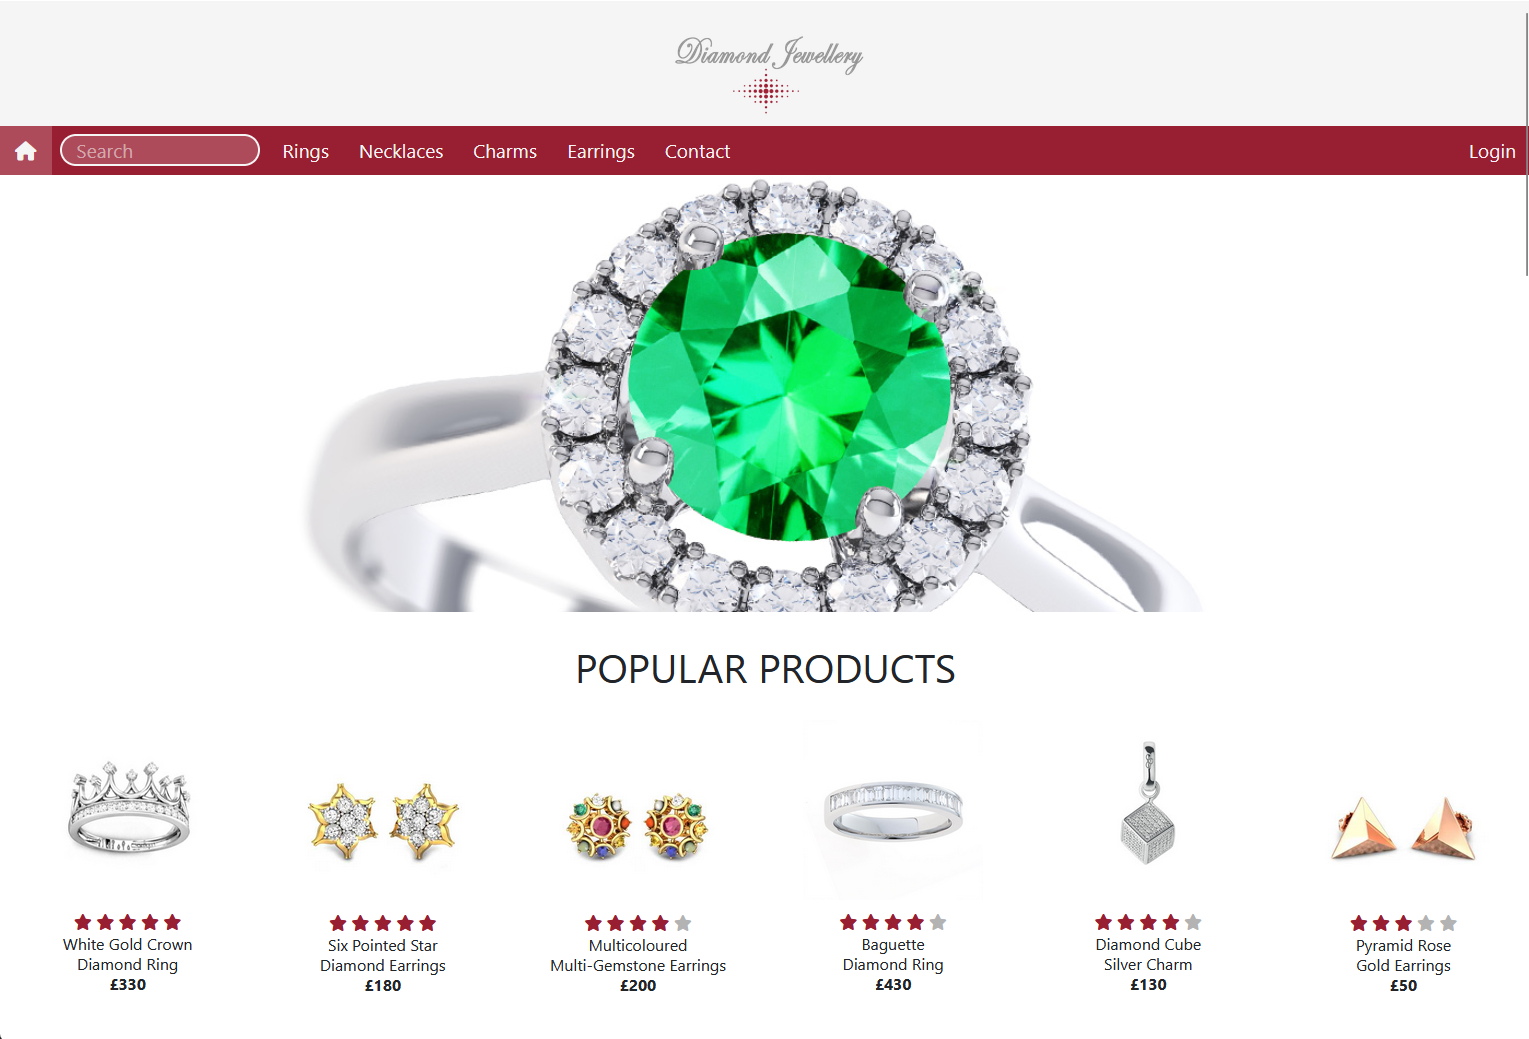 Diamond Jewellery
Search
Rings
Necklaces
Charms
Earrings
Contact
Login
POPULAR PRODUCTS
White Gold Crown
Diamond Ring
£330
Six Pointed Star
Diamond Earrings
£180
Multicoloured
Multi-Gemstone Earrings
£200
Baguette
Diamond Ring
£430
Diamond Cube
Silver Charm
£130
Pyramid Rose
Gold Earrings
£50